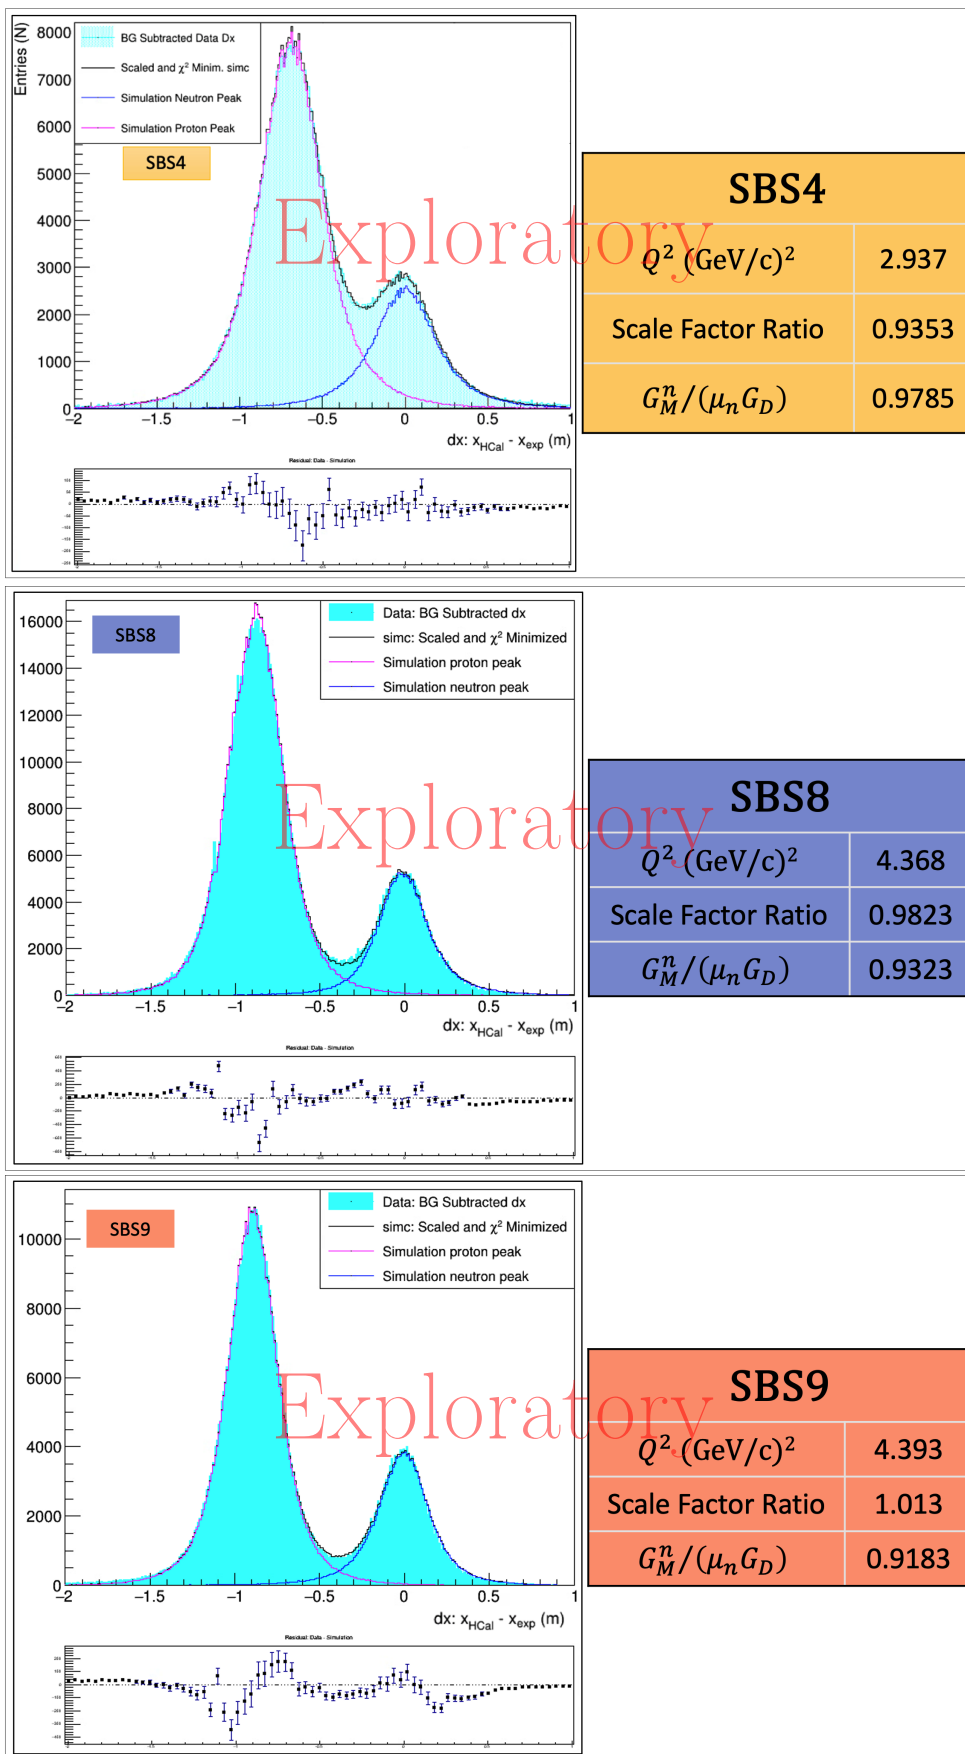 Entries (N)
8000
7000
6000
5000
4000
3000
2000
1000
0
BG Subtracted Data Dx
Scaled and χ² Minim. simc
Simulation Neutron Peak
Simulation Proton Peak
SBS4
−2 −1.5 −1 −0.5 0 0.5 1
dx: x_HCal - x_exp (m)
Residual: Data - Simulation
Exploratory
SBS4
Q² (GeV/c)² 2.937
Scale Factor Ratio 0.9353
G_M^n/(μ_nG_D) 0.9785
16000
14000
12000
10000
8000
6000
4000
2000
0
SBS8
Data: BG Subtracted dx
simc: Scaled and χ² Minimized
Simulation proton peak
Simulation neutron peak
−2 −1.5 −1 −0.5 0 0.5 1
dx: x_HCal - x_exp (m)
Residual: Data - Simulation
Exploratory
SBS8
Q² (GeV/c)² 4.368
Scale Factor Ratio 0.9823
G_M^n/(μ_nG_D) 0.9323
10000
8000
6000
4000
2000
0
SBS9
Data: BG Subtracted dx
simc: Scaled and χ² Minimized
Simulation proton peak
Simulation neutron peak
−2 −1.5 −1 −0.5 0 0.5 1
dx: x_HCal - x_exp (m)
Residual: Data - Simulation
Exploratory
SBS9
Q² (GeV/c)² 4.393
Scale Factor Ratio 1.013
G_M^n/(μ_nG_D) 0.9183